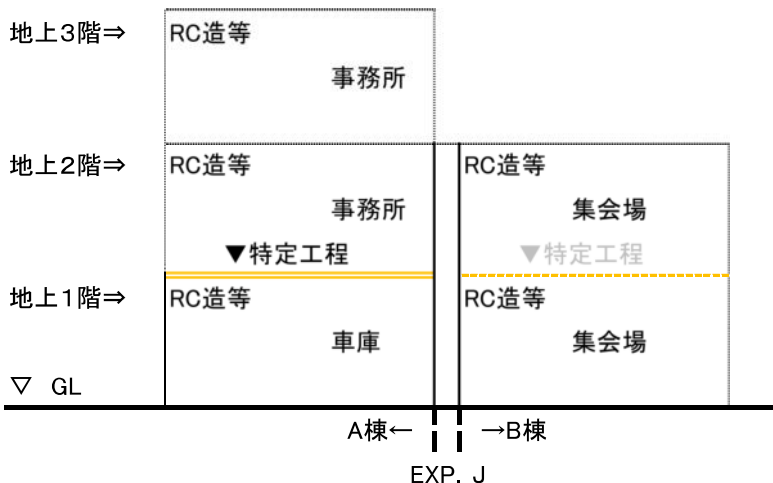 地上3階⇒
RC造等
事務所
地上2階⇒
RC造等
RC造等
事務所
集会場
▼特定工程
▼特定工程
地上1階⇒
RC造等
RC造等
車庫
集会場
▽ GL
A棟←
→B棟
EXP. J